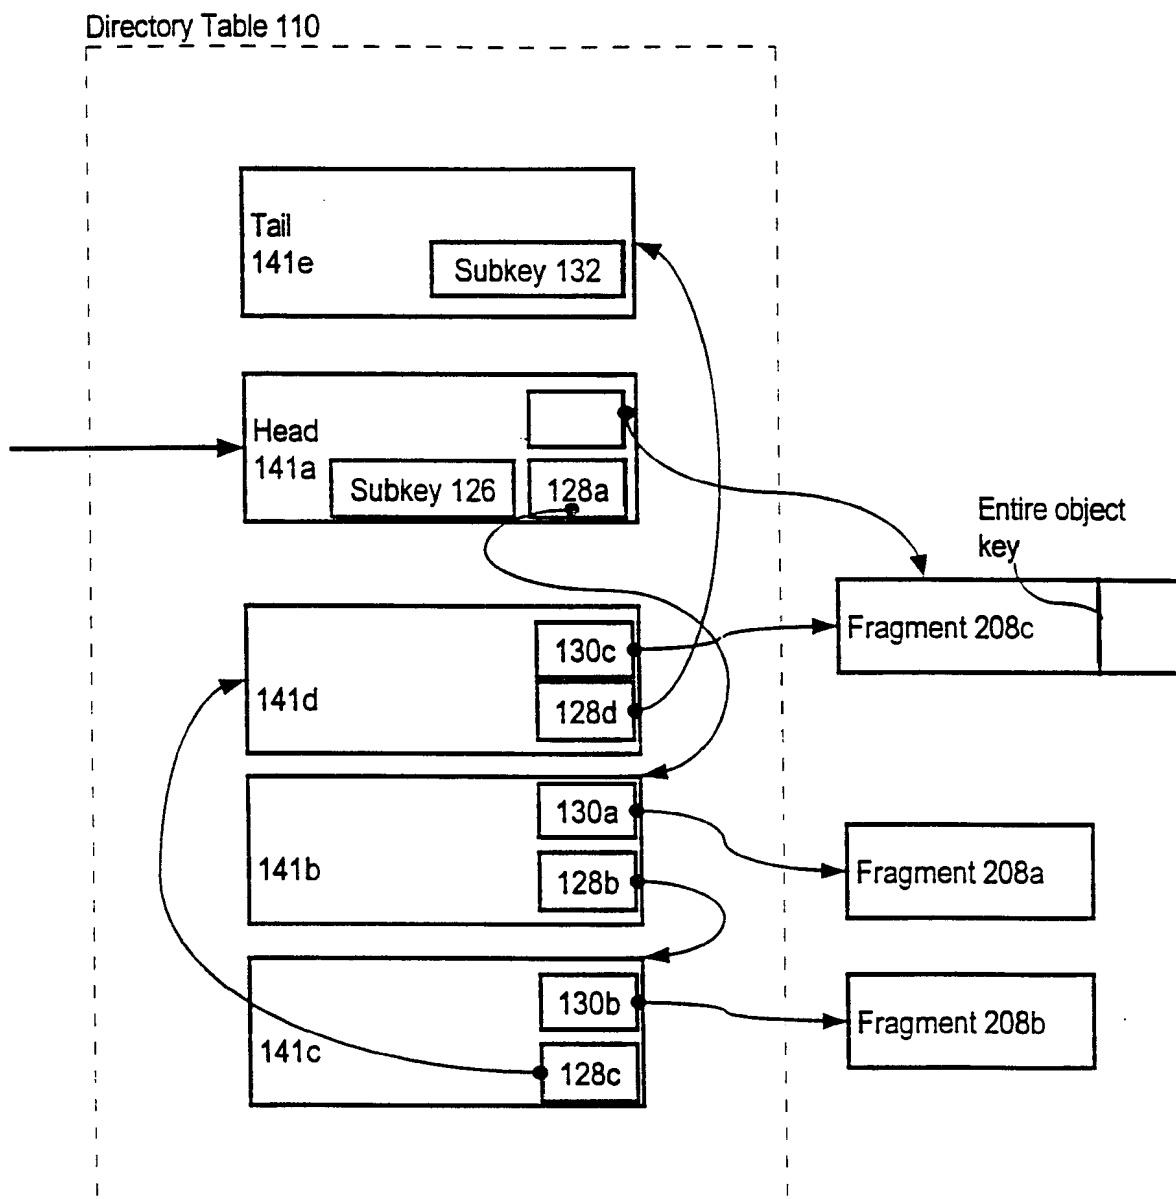 Directory Table 110
Tail
141e
Subkey 132
Head
141a
Subkey 126
128a
Entire object
key
130c
Fragment 208c
141d
128d
130a
141b
Fragment 208a
128b
130b
Fragment 208b
141c
128c